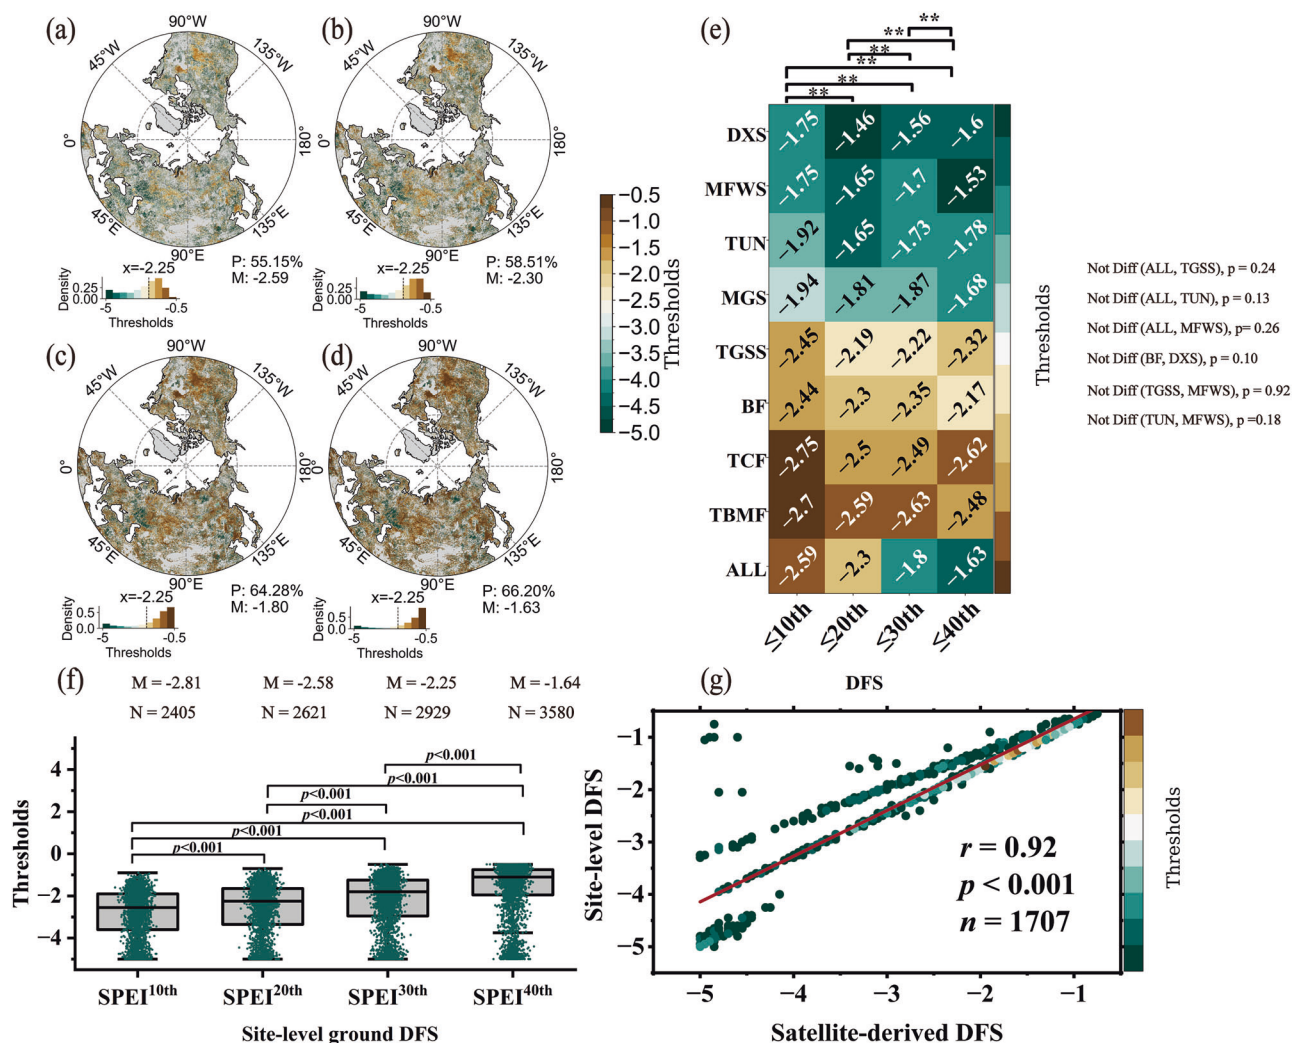 (a)
90°W
45°W
135°W
0°
180°
45°E
135°E
90°E
P: 55.15%
M: -2.59
x=-2.25
Density
0.25
0.00
-5
-0.5
Thresholds
(b)
90°W
45°W
135°W
0°
180°
45°E
135°E
90°E
P: 58.51%
M: -2.30
x=-2.25
Density
0.25
0.00
-5
-0.5
Thresholds
(c)
90°W
45°W
135°W
0°
180°
45°E
135°E
90°E
P: 64.28%
M: -1.80
x=-2.25
Density
0.5
0.0
-5
-0.5
Thresholds
(d)
90°W
45°W
135°W
0°
180°
45°E
135°E
90°E
P: 66.20%
M: -1.63
x=-2.25
Density
0.5
0.0
-5
-0.5
Thresholds
−0.5
−1.0
−1.5
−2.0
−2.5
−3.0
−3.5
−4.0
−4.5
−5.0
Thresholds
(e)
**
**
**
**
**
**
DXS −1.75 −1.46 −1.56 −1.6
MFWS −1.75 −1.65 −1.7 −1.53
TUN −1.92 −1.65 −1.73 −1.78
MGS −1.94 −1.81 −1.87 −1.68
TGSS −2.45 −2.19 −2.22 −2.32
BF −2.44 −2.3 −2.35 −2.17
TCF −2.75 −2.5 −2.49 −2.62
TBMF −2.7 −2.59 −2.63 −2.48
ALL −2.59 −2.3 −1.8 −1.63
≤10th ≤20th ≤30th ≤40th
DFS
Thresholds
Not Diff (ALL, TGSS), p = 0.24
Not Diff (ALL, TUN), p = 0.13
Not Diff (ALL, MFWS), p= 0.26
Not Diff (BF, DXS), p = 0.10
Not Diff (TGSS, MFWS), p = 0.92
Not Diff (TUN, MFWS), p =0.18
(f)
M = -2.81 M = -2.58 M = -2.25 M = -1.64
N = 2405 N = 2621 N = 2929 N = 3580
p<0.001
p<0.001
p<0.001
p<0.001
p<0.001
p<0.001
4
2
0
−2
−4
Thresholds
SPEI10th SPEI20th SPEI30th SPEI40th
Site-level ground DFS
(g)
−1
−2
−3
−4
−5
Site-level DFS
r = 0.92
p < 0.001
n = 1707
−5 −4 −3 −2 −1
Satellite-derived DFS
Thresholds